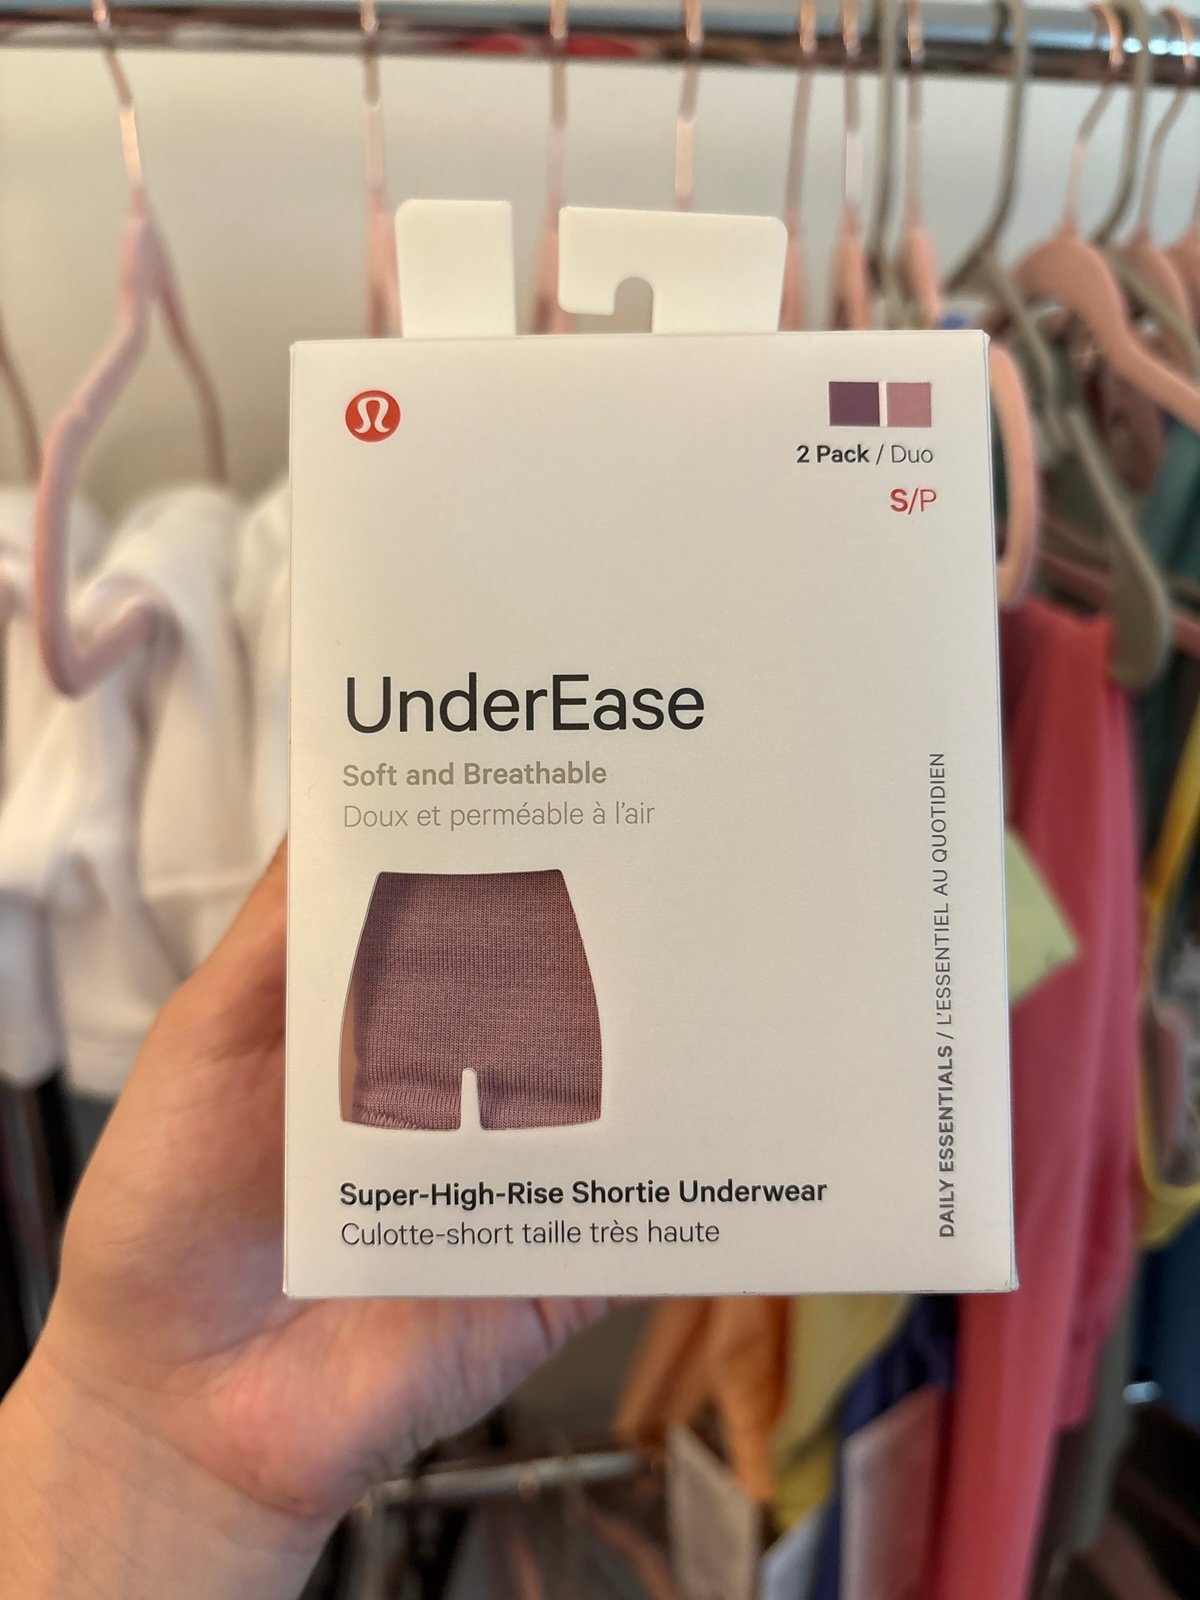 2 Pack / Duo
S/P
UnderEase
Soft and Breathable
Doux et perméable à l'air
Super-High-Rise Shortie Underwear
Culotte-short taille très haute
DAILY ESSENTIALS / L'ESSENTIEL AU QUOTIDIEN